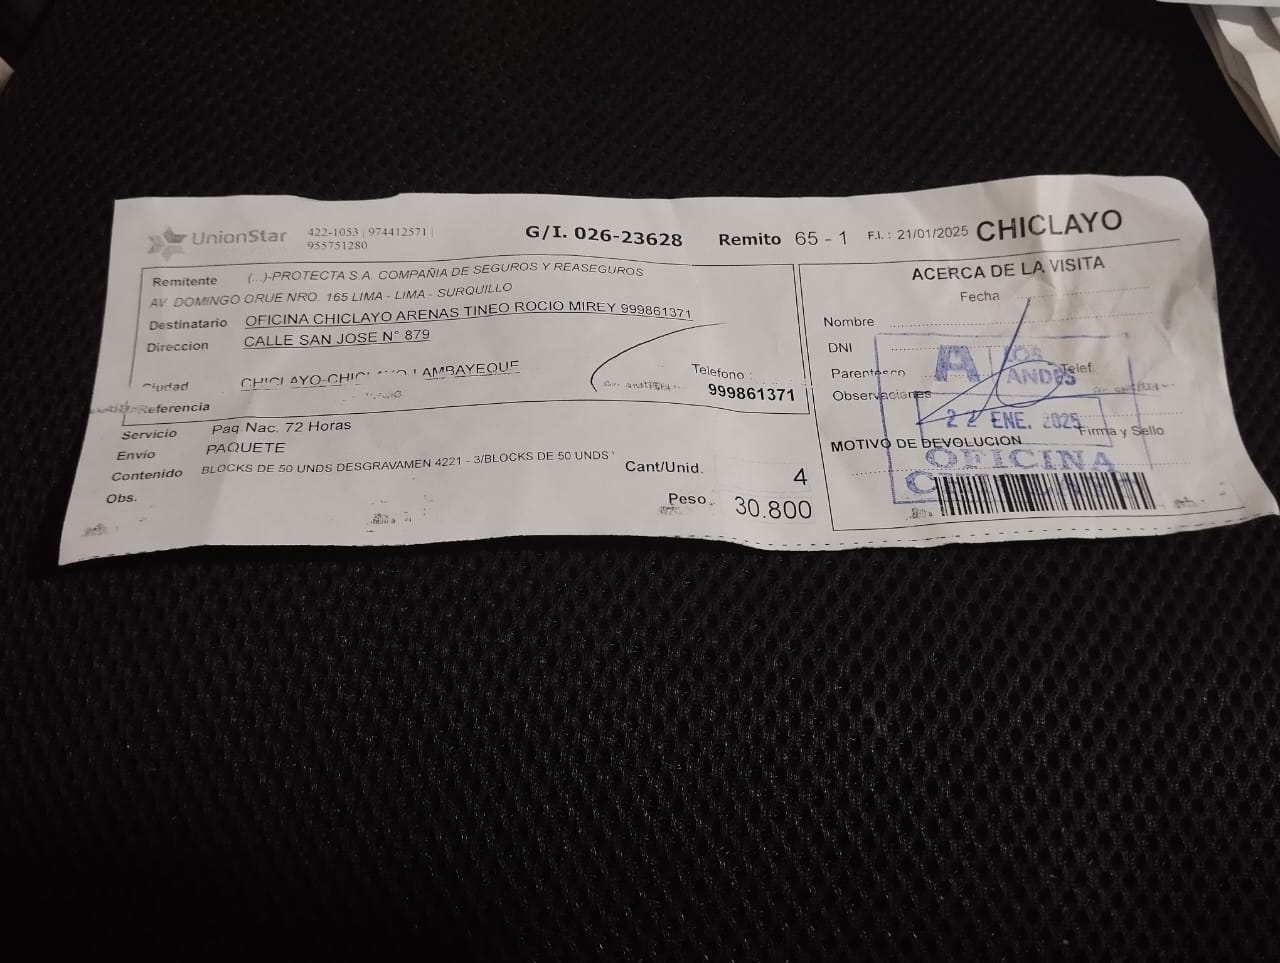 UnionStar
422-1053 | 974412571 |
955751280
G/I. 026-23628
Remito 65 - 1
F.I. : 21/01/2025 CHICLAYO
Remitente (...)-PROTECTA S.A. COMPAÑIA DE SEGUROS Y REASEGUROS
AV. DOMINGO ORUE NRO. 165 LIMA - LIMA - SURQUILLO
Destinatario OFICINA CHICLAYO ARENAS TINEO ROCIO MIREY 999861371
Direccion CALLE SAN JOSE N° 879
Ciudad LAMBAYEQUE
Telefono :
999861371
Referencia
Servicio Paq.Nac. 72 Horas
Envio PAQUETE
Contenido BLOCKS DE 50 UNDS DESGRAVAMEN 4221 - 3/BLOCKS DE 50 UNDS
Cant/Unid. 4
Obs.
Peso. 30.800
ACERCA DE LA VISITA
Fecha
Nombre
DNI
Parentesco
Telef.
Observaciones
Firma y Sello
MOTIVO DE DEVOLUCION
A LOS
ANDES
22 ENE. 2025
OFICINA